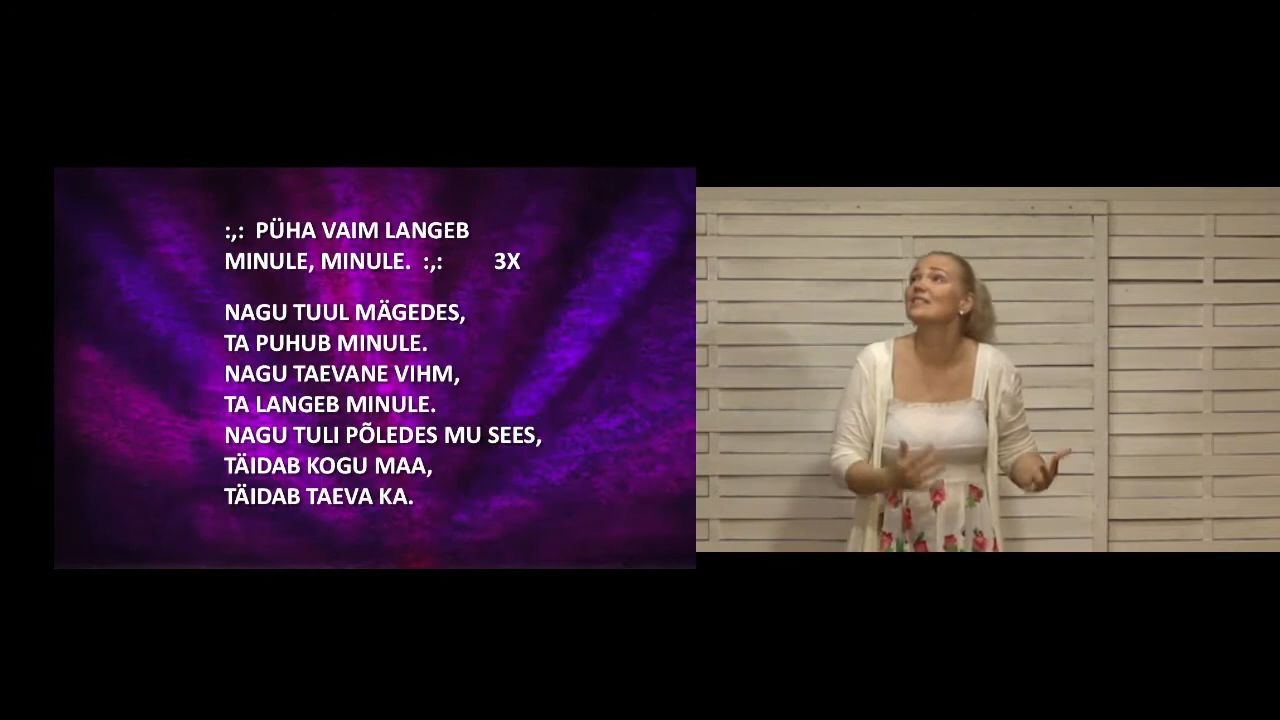 :,: PÜHA VAIM LANGEB
MINULE, MINULE. :,: 3X
NAGU TUUL MÄGEDES,
TA PUHUB MINULE.
NAGU TAEVANE VIHM,
TA LANGEB MINULE.
NAGU TULI PÕLEDES MU SEES,
TÄIDAB KOGU MAA,
TÄIDAB TAEVA KA.